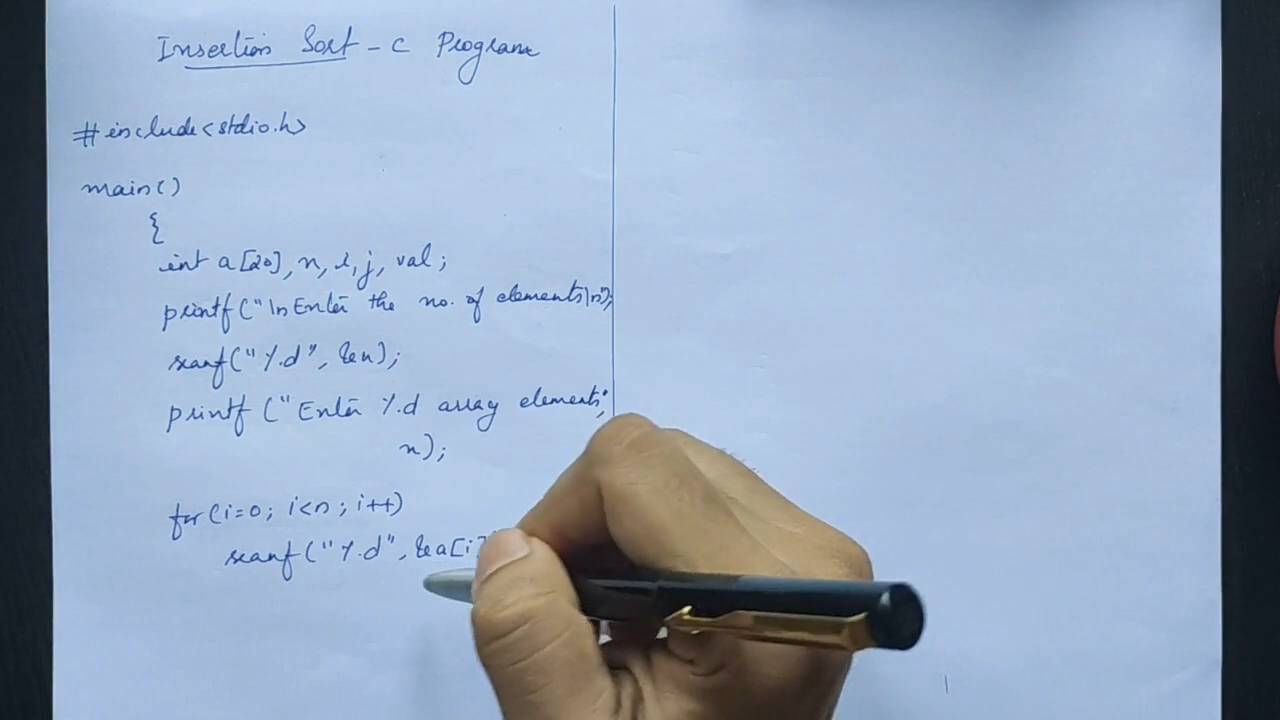 Insertion Sort - C Program
#include<stdio.h>
main()
{
int a[20], n, i, j, val;
printf("\nEnter the no. of elements\n");
scanf("%d", &n);
printf("Enter %d array elements",
n);
for(i=0; i<n; i++)
scanf("%d", &a[i]